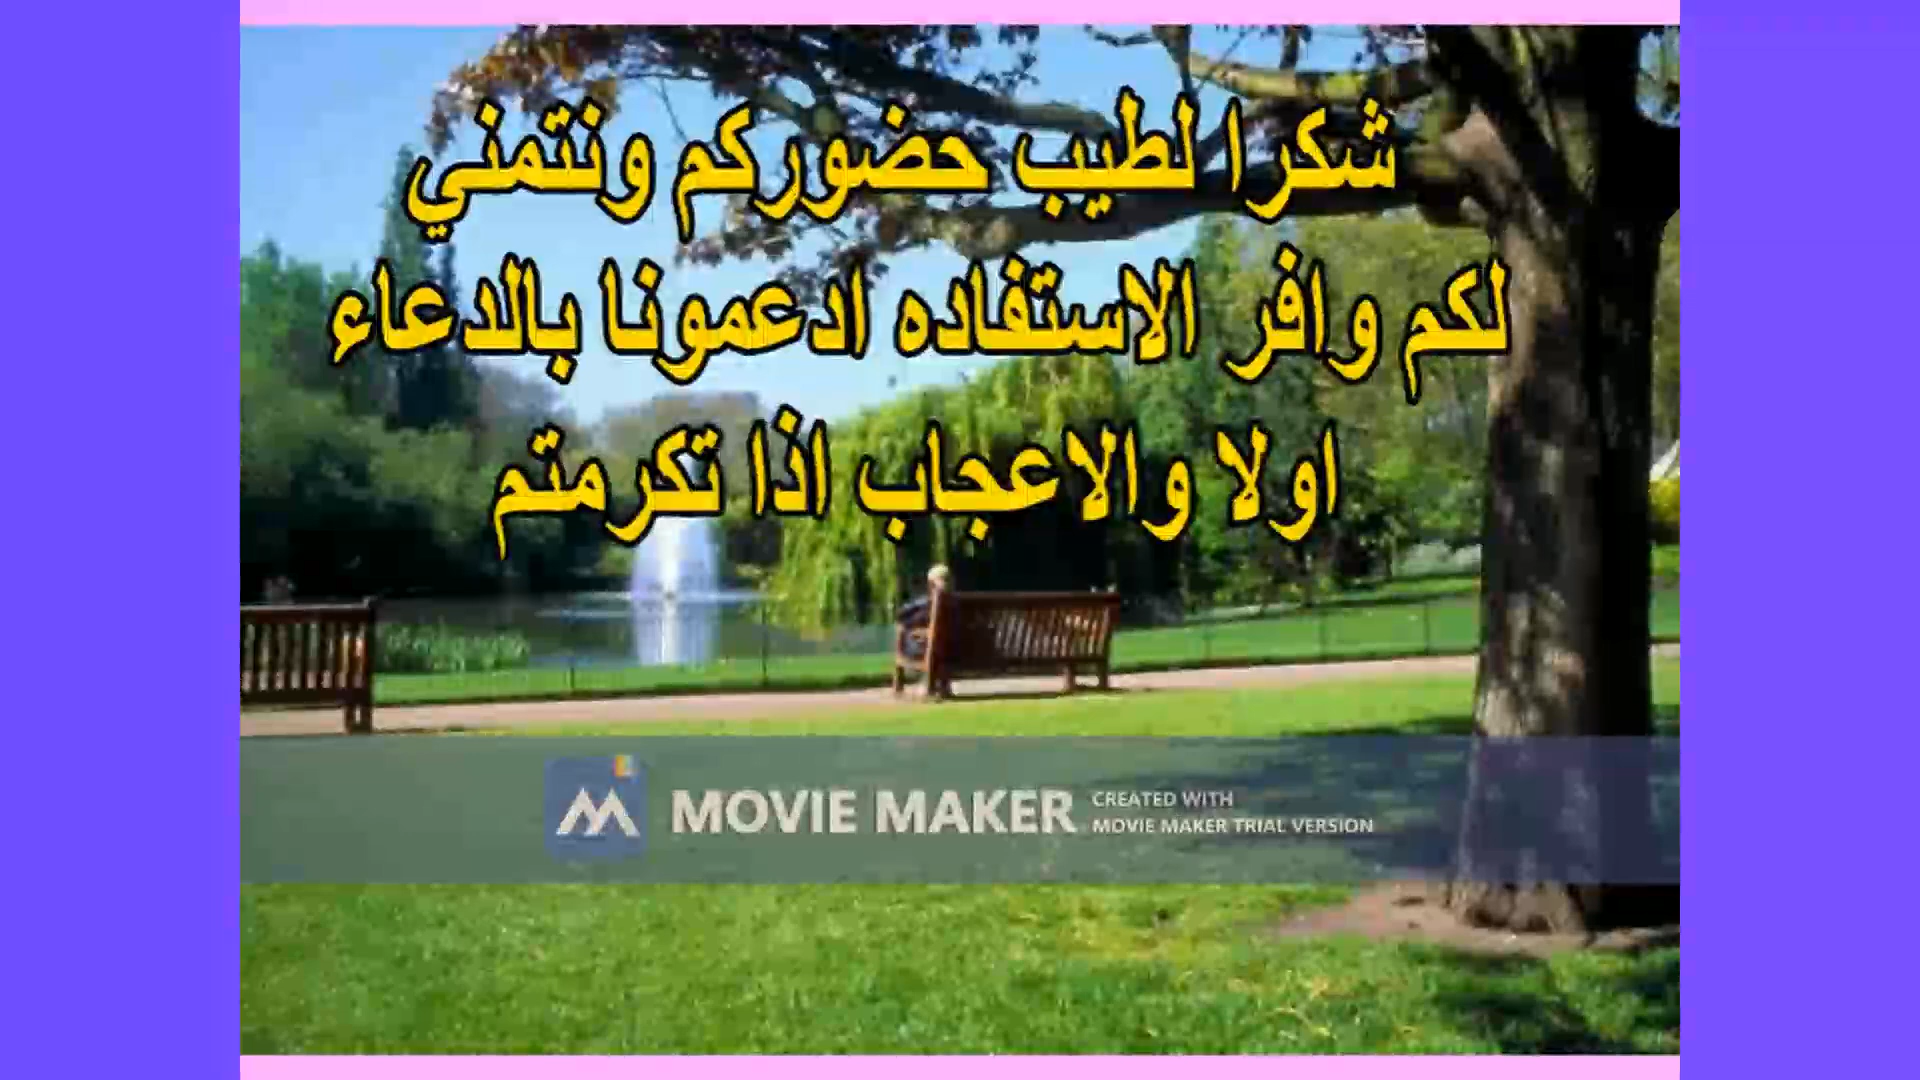 شكرا لطيب حضوركم ونتمني
لكم وافر الاستفاده ادعمونا بالدعاء
اولا والاعجاب اذا تكرمتم
MOVIE MAKER
CREATED WITH
MOVIE MAKER TRIAL VERSION